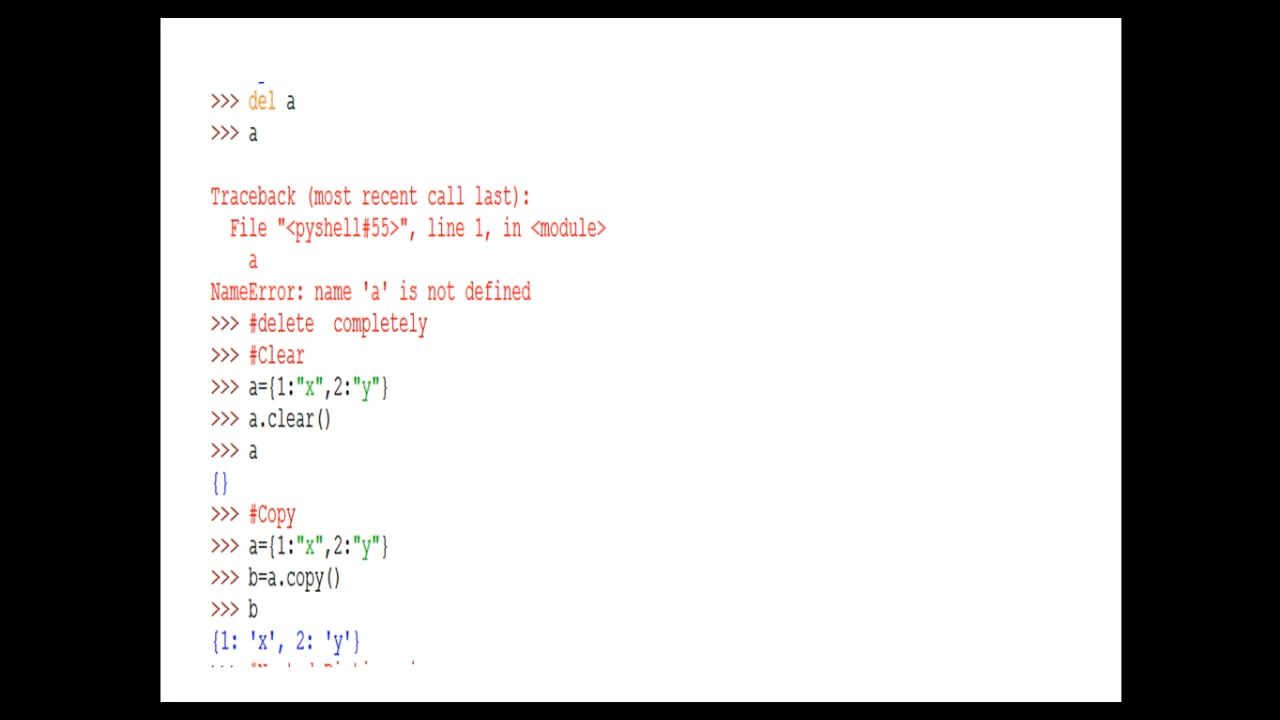 >>> del a
>>> a
Traceback (most recent call last):
  File "<pyshell#55>", line 1, in <module>
    a
NameError: name 'a' is not defined
>>> #delete  completely
>>> #Clear
>>> a={1:"x",2:"y"}
>>> a.clear()
>>> a
{}
>>> #Copy
>>> a={1:"x",2:"y"}
>>> b=a.copy()
>>> b
{1: 'x', 2: 'y'}